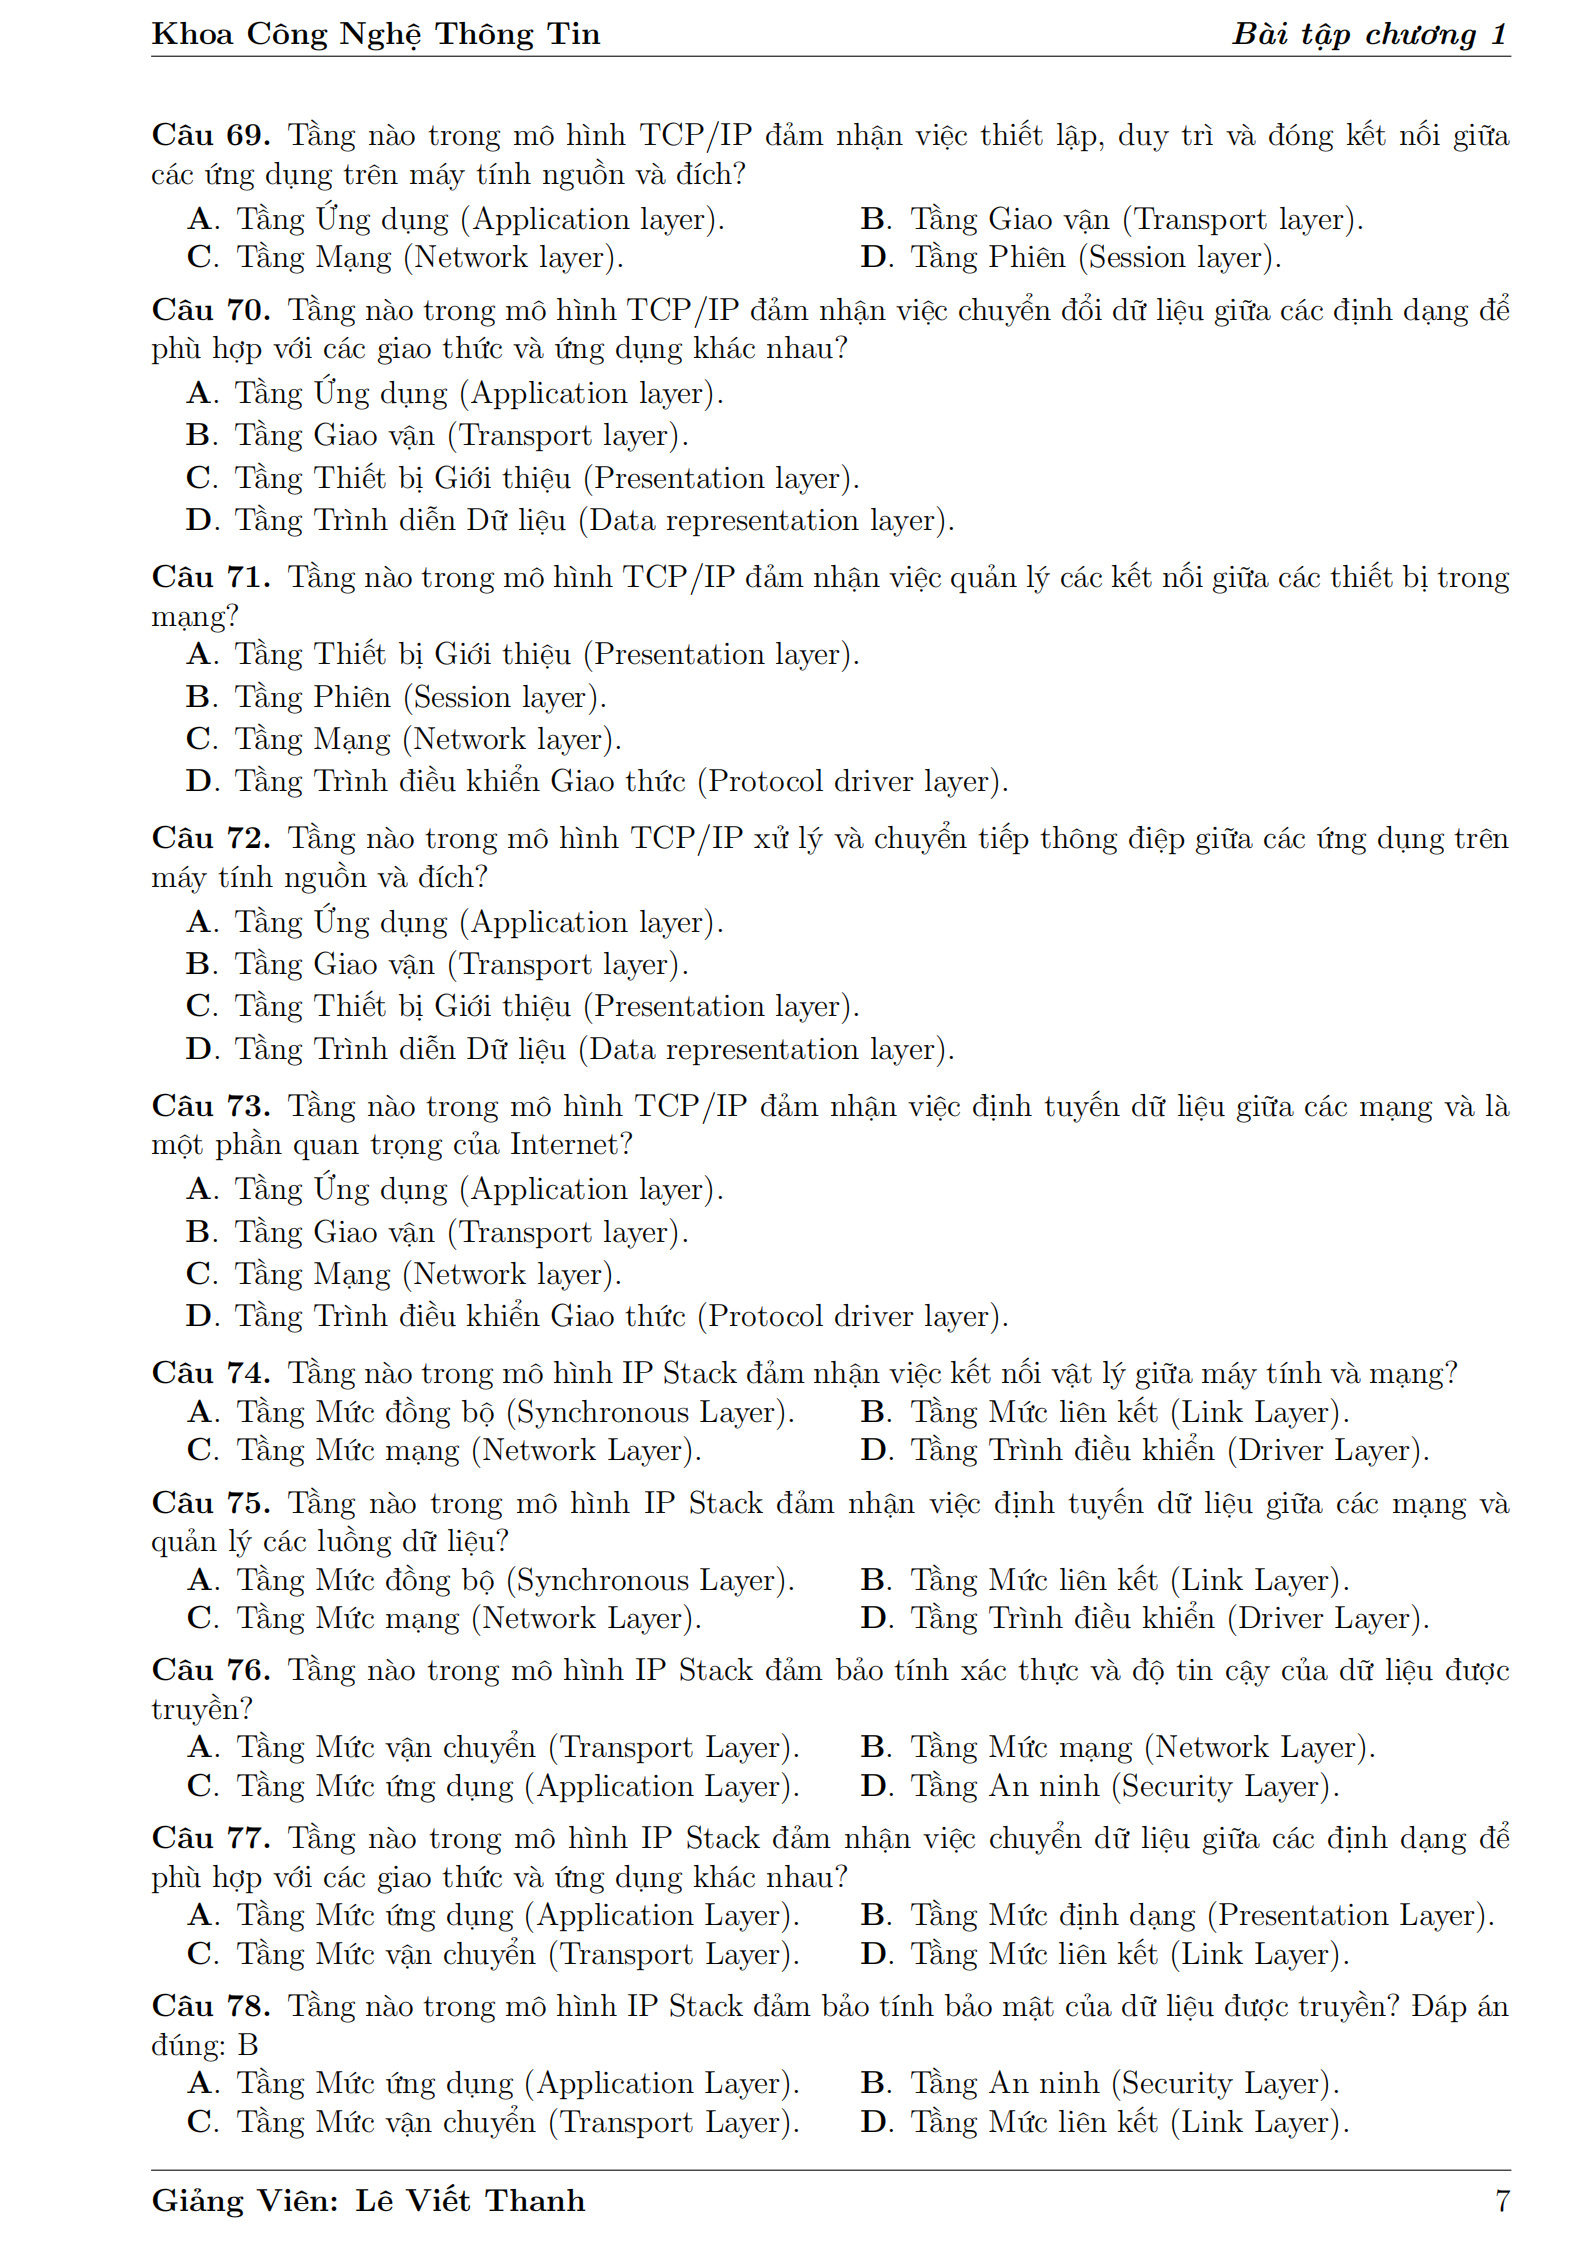 Khoa Công Nghệ Thông Tin Bài tập chương 1
Câu 69. Tầng nào trong mô hình TCP/IP đảm nhận việc thiết lập, duy trì và đóng kết nối giữa
các ứng dụng trên máy tính nguồn và đích?
A. Tầng Ứng dụng (Application layer). B. Tầng Giao vận (Transport layer).
C. Tầng Mạng (Network layer). D. Tầng Phiên (Session layer).
Câu 70. Tầng nào trong mô hình TCP/IP đảm nhận việc chuyển đổi dữ liệu giữa các định dạng để
phù hợp với các giao thức và ứng dụng khác nhau?
A. Tầng Ứng dụng (Application layer).
B. Tầng Giao vận (Transport layer).
C. Tầng Thiết bị Giới thiệu (Presentation layer).
D. Tầng Trình diễn Dữ liệu (Data representation layer).
Câu 71. Tầng nào trong mô hình TCP/IP đảm nhận việc quản lý các kết nối giữa các thiết bị trong
mạng?
A. Tầng Thiết bị Giới thiệu (Presentation layer).
B. Tầng Phiên (Session layer).
C. Tầng Mạng (Network layer).
D. Tầng Trình điều khiển Giao thức (Protocol driver layer).
Câu 72. Tầng nào trong mô hình TCP/IP xử lý và chuyển tiếp thông điệp giữa các ứng dụng trên
máy tính nguồn và đích?
A. Tầng Ứng dụng (Application layer).
B. Tầng Giao vận (Transport layer).
C. Tầng Thiết bị Giới thiệu (Presentation layer).
D. Tầng Trình diễn Dữ liệu (Data representation layer).
Câu 73. Tầng nào trong mô hình TCP/IP đảm nhận việc định tuyến dữ liệu giữa các mạng và là
một phần quan trọng của Internet?
A. Tầng Ứng dụng (Application layer).
B. Tầng Giao vận (Transport layer).
C. Tầng Mạng (Network layer).
D. Tầng Trình điều khiển Giao thức (Protocol driver layer).
Câu 74. Tầng nào trong mô hình IP Stack đảm nhận việc kết nối vật lý giữa máy tính và mạng?
A. Tầng Mức đồng bộ (Synchronous Layer). B. Tầng Mức liên kết (Link Layer).
C. Tầng Mức mạng (Network Layer). D. Tầng Trình điều khiển (Driver Layer).
Câu 75. Tầng nào trong mô hình IP Stack đảm nhận việc định tuyến dữ liệu giữa các mạng và
quản lý các luồng dữ liệu?
A. Tầng Mức đồng bộ (Synchronous Layer). B. Tầng Mức liên kết (Link Layer).
C. Tầng Mức mạng (Network Layer). D. Tầng Trình điều khiển (Driver Layer).
Câu 76. Tầng nào trong mô hình IP Stack đảm bảo tính xác thực và độ tin cậy của dữ liệu được
truyền?
A. Tầng Mức vận chuyển (Transport Layer). B. Tầng Mức mạng (Network Layer).
C. Tầng Mức ứng dụng (Application Layer). D. Tầng An ninh (Security Layer).
Câu 77. Tầng nào trong mô hình IP Stack đảm nhận việc chuyển dữ liệu giữa các định dạng để
phù hợp với các giao thức và ứng dụng khác nhau?
A. Tầng Mức ứng dụng (Application Layer). B. Tầng Mức định dạng (Presentation Layer).
C. Tầng Mức vận chuyển (Transport Layer). D. Tầng Mức liên kết (Link Layer).
Câu 78. Tầng nào trong mô hình IP Stack đảm bảo tính bảo mật của dữ liệu được truyền? Đáp án
đúng: B
A. Tầng Mức ứng dụng (Application Layer). B. Tầng An ninh (Security Layer).
C. Tầng Mức vận chuyển (Transport Layer). D. Tầng Mức liên kết (Link Layer).
Giảng Viên: Lê Viết Thanh 7